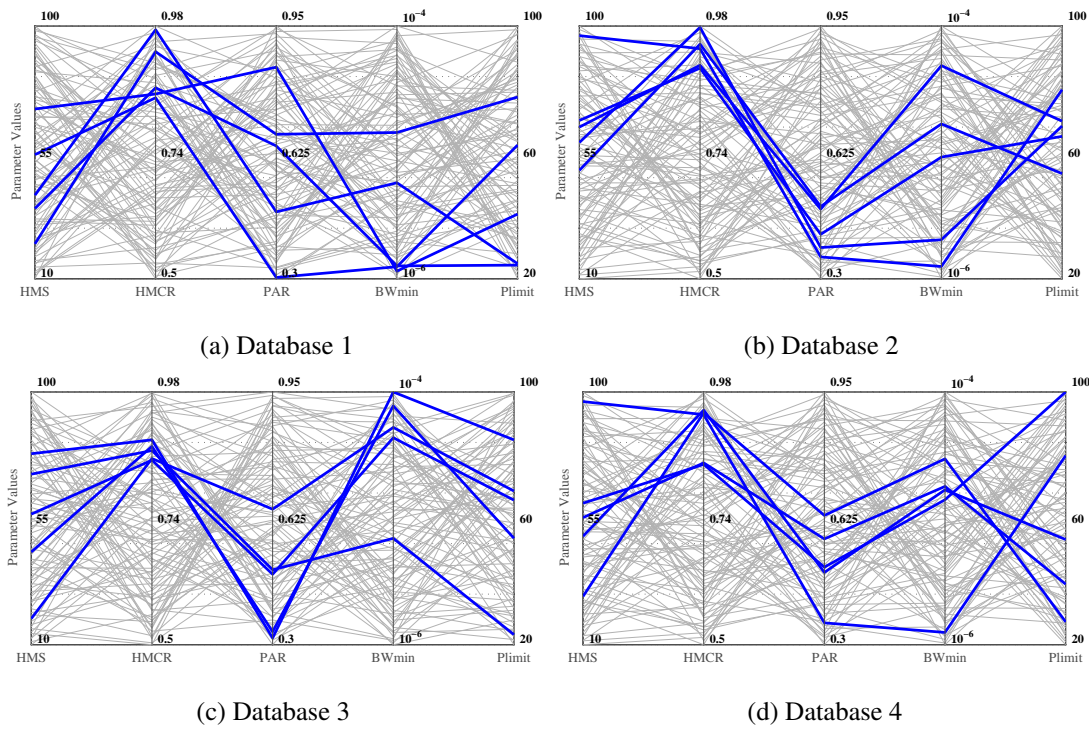 100 0.98 0.95 10⁻⁴ 100
Parameter Values
55 0.74 0.625 60
10 0.5 0.3 10⁻⁶ 20
HMS HMCR PAR BWmin Plimit
(a) Database 1
100 0.98 0.95 10⁻⁴ 100
Parameter Values
55 0.74 0.625 60
10 0.5 0.3 10⁻⁶ 20
HMS HMCR PAR BWmin Plimit
(b) Database 2
100 0.98 0.95 10⁻⁴ 100
Parameter Values
55 0.74 0.625 60
10 0.5 0.3 10⁻⁶ 20
HMS HMCR PAR BWmin Plimit
(c) Database 3
100 0.98 0.95 10⁻⁴ 100
Parameter Values
55 0.74 0.625 60
10 0.5 0.3 10⁻⁶ 20
HMS HMCR PAR BWmin Plimit
(d) Database 4